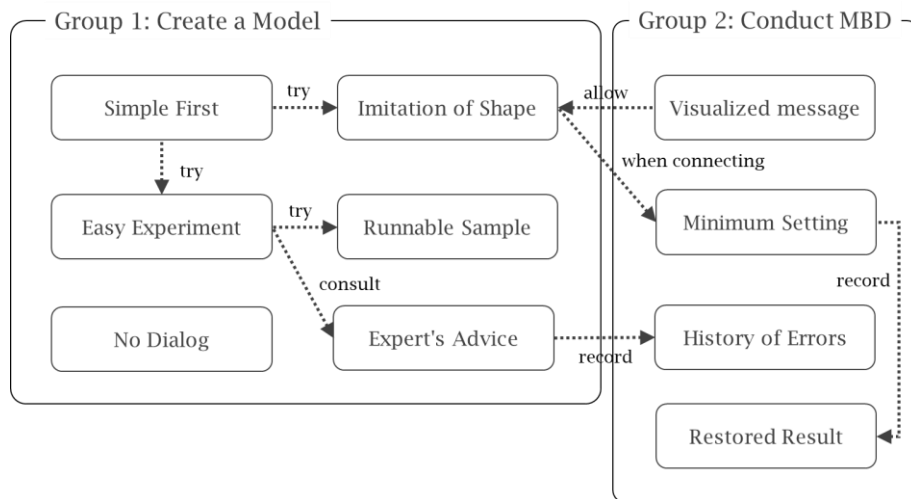 Group 1: Create a Model
Group 2: Conduct MBD
Simple First
try
Imitation of Shape
allow
Visualized message
try
when connecting
Easy Experiment
try
Runnable Sample
Minimum Setting
consult
record
No Dialog
Expert's Advice
record
History of Errors
Restored Result